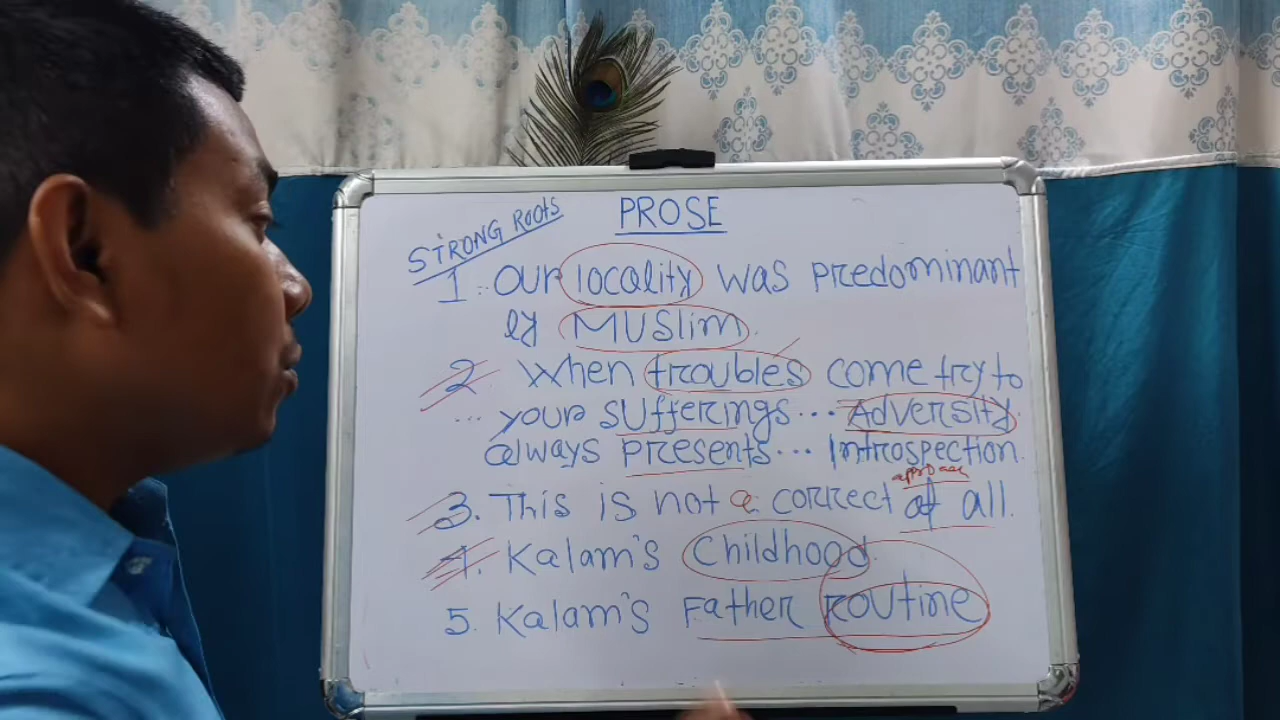 PROSE
STRONG ROOTS
1. Our locality was predominant
ly MUSlim.
2 When troubles come try to
... your sufferings... Adversity
always presents... Introspection.
approach
3. This is not a correct at all.
4. Kalam's Childhood.
5. Kalam's Father routine